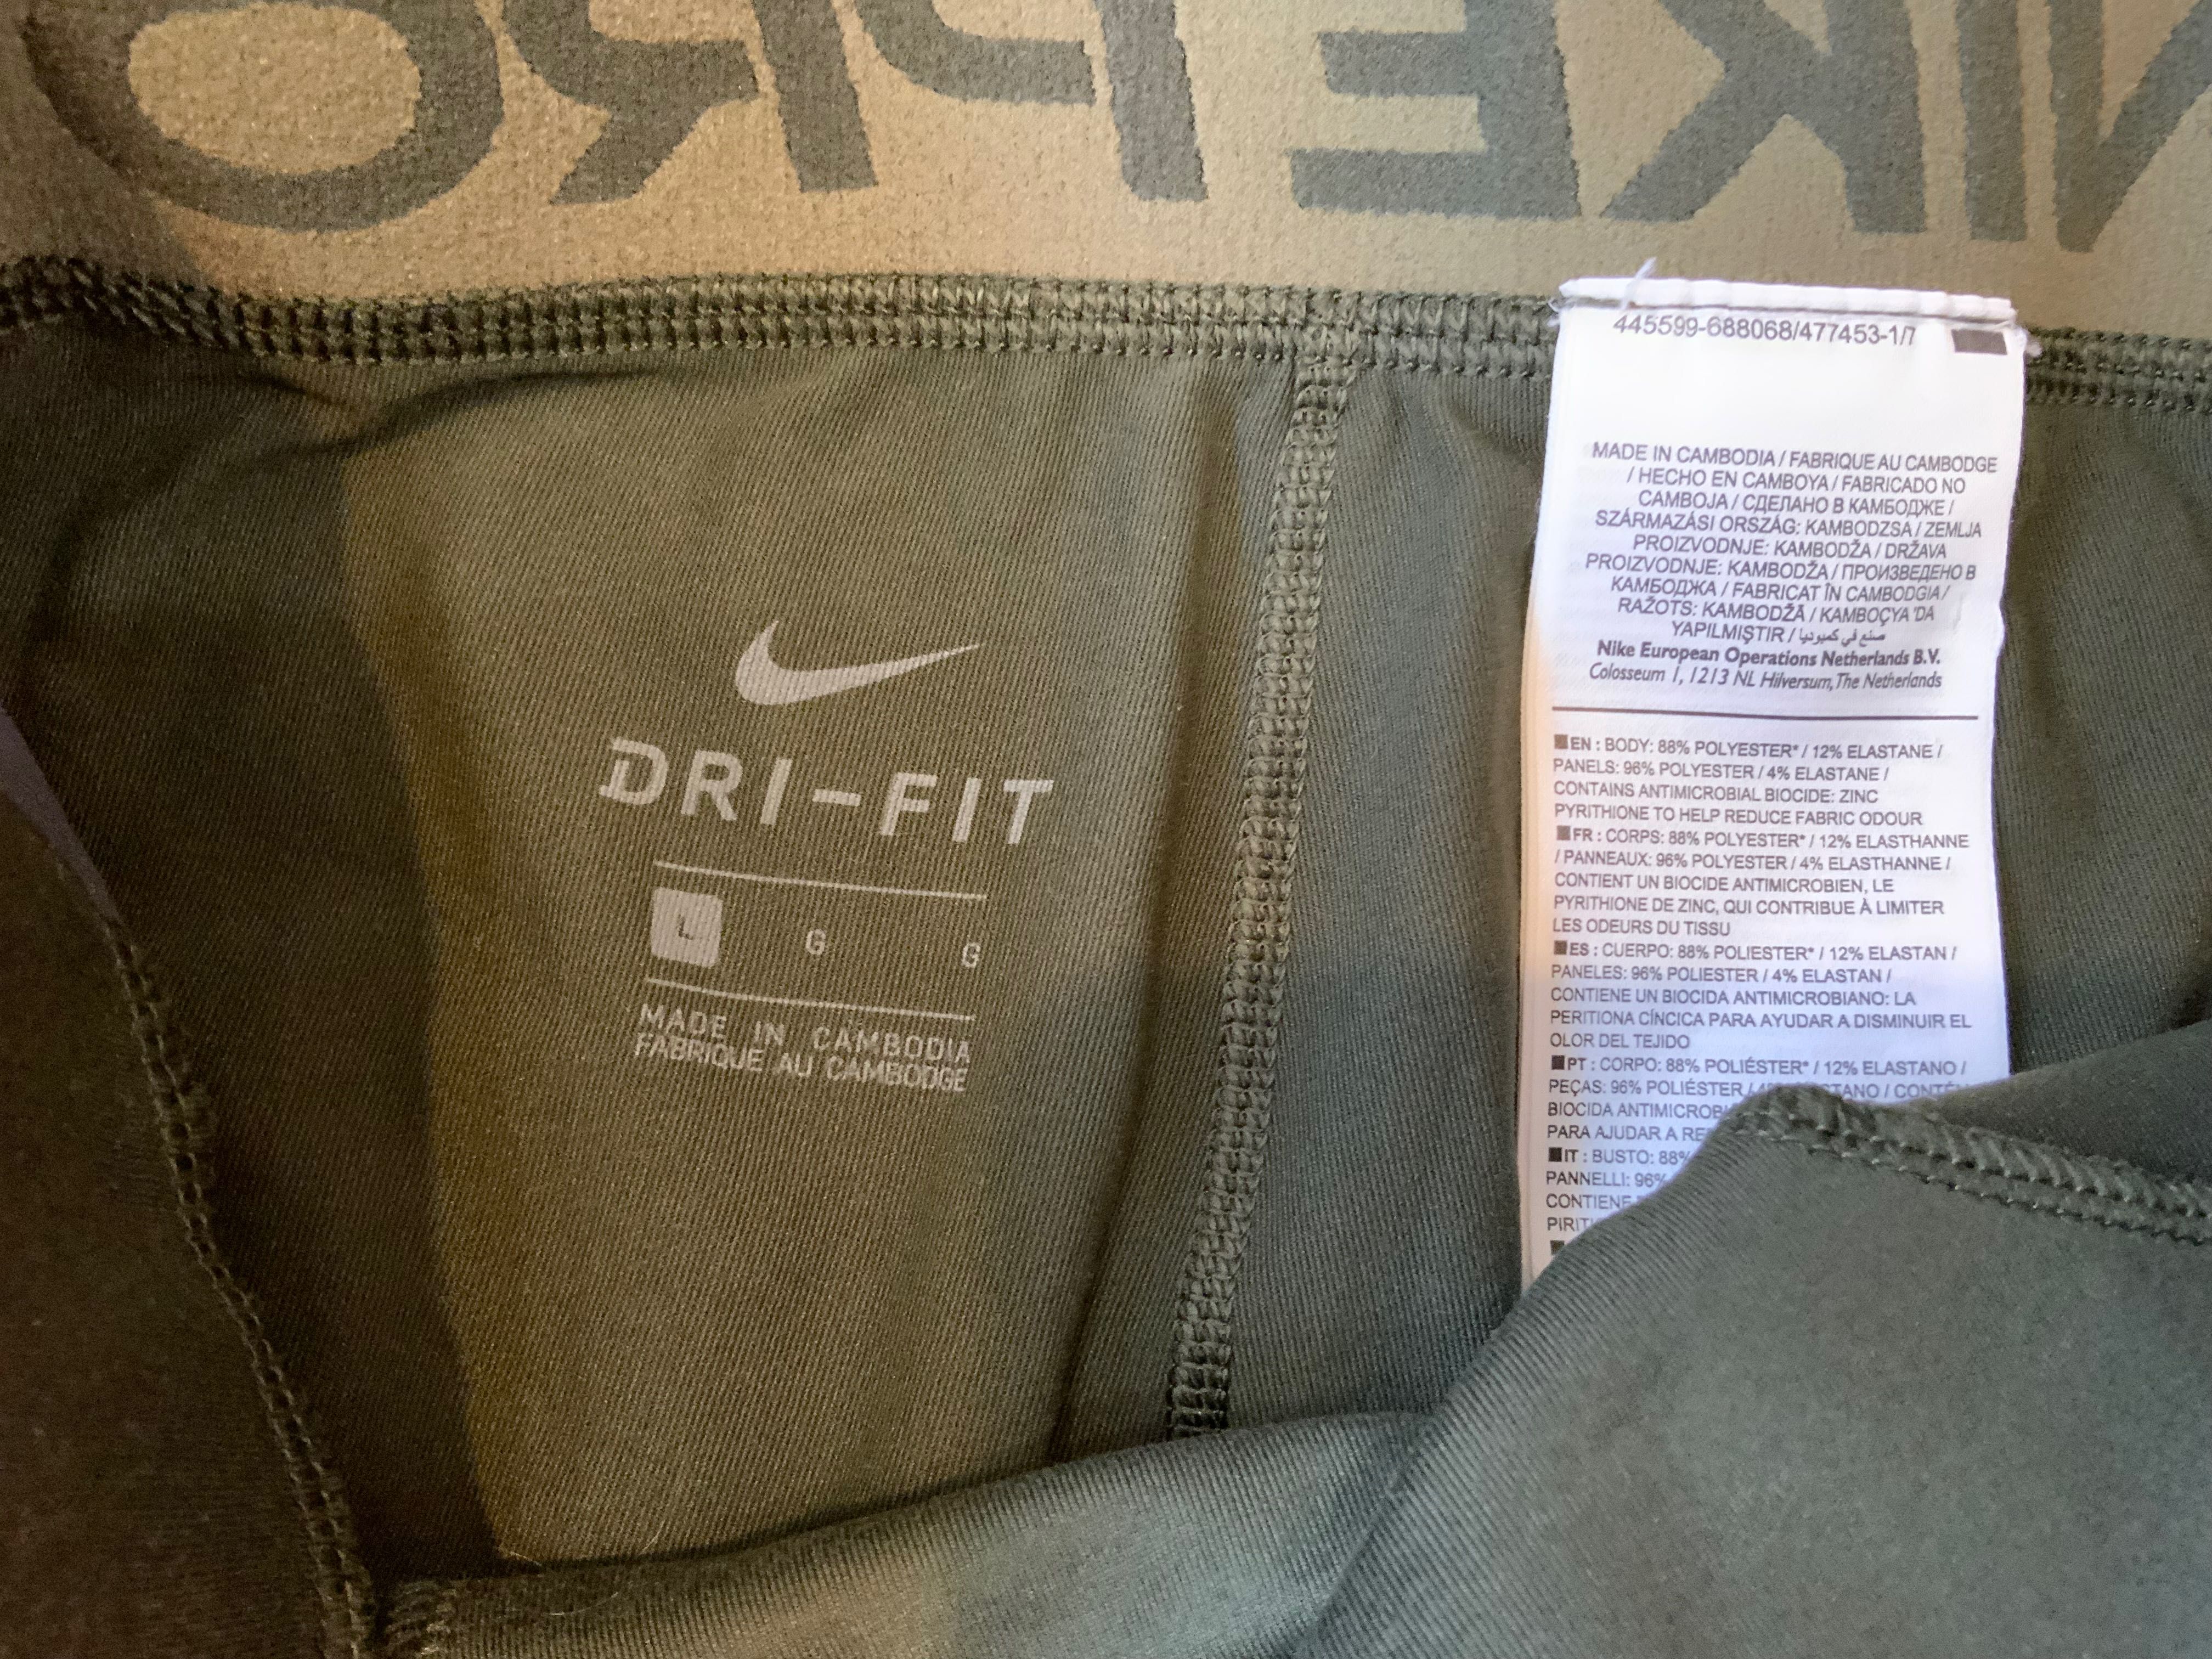 NIKE PRO
445599-688068/477453-1/7
MADE IN CAMBODIA / FABRIQUE AU CAMBODGE
/ HECHO EN CAMBOYA / FABRICADO NO
CAMBOJA / СДЕЛАНО В КАМБОДЖЕ /
SZÁRMAZÁSI ORSZÁG: KAMBODZSA / ZEMLJA
PROIZVODNJE: KAMBODŽA / DRŽAVA
PROIZVODNJE: KAMBODŽA / ПРОИЗВЕДЕНО В
КАМБОДЖА / FABRICAT ÎN CAMBODGIA /
RAŽOTS: KAMBODŽĀ / KAMBOÇYA 'DA
YAPILMIŞTIR / صنع في كمبوديا
Nike European Operations Netherlands B.V.
Colosseum 1, 1213 NL Hilversum, The Netherlands
EN : BODY: 88% POLYESTER* / 12% ELASTANE /
PANELS: 96% POLYESTER / 4% ELASTANE /
CONTAINS ANTIMICROBIAL BIOCIDE: ZINC
PYRITHIONE TO HELP REDUCE FABRIC ODOUR
FR : CORPS: 88% POLYESTER* / 12% ELASTHANNE
/ PANNEAUX: 96% POLYESTER / 4% ELASTHANNE /
CONTIENT UN BIOCIDE ANTIMICROBIEN, LE
PYRITHIONE DE ZINC, QUI CONTRIBUE À LIMITER
LES ODEURS DU TISSU
ES : CUERPO: 88% POLIESTER* / 12% ELASTAN /
PANELES: 96% POLIESTER / 4% ELASTAN /
CONTIENE UN BIOCIDA ANTIMICROBIANO: LA
PERITIONA CÍNCICA PARA AYUDAR A DISMINUIR EL
OLOR DEL TEJIDO
PT : CORPO: 88% POLIÉSTER* / 12% ELASTANO /
PEÇAS: 96% POLIÉSTER /
BIOCIDA
PARA AJUDAR A
IT : BUSTO: 88%
PANNELLI: 96%
CONTIENE
DRI-FIT
L G G
MADE IN CAMBODIA
FABRIQUE AU CAMBODGE